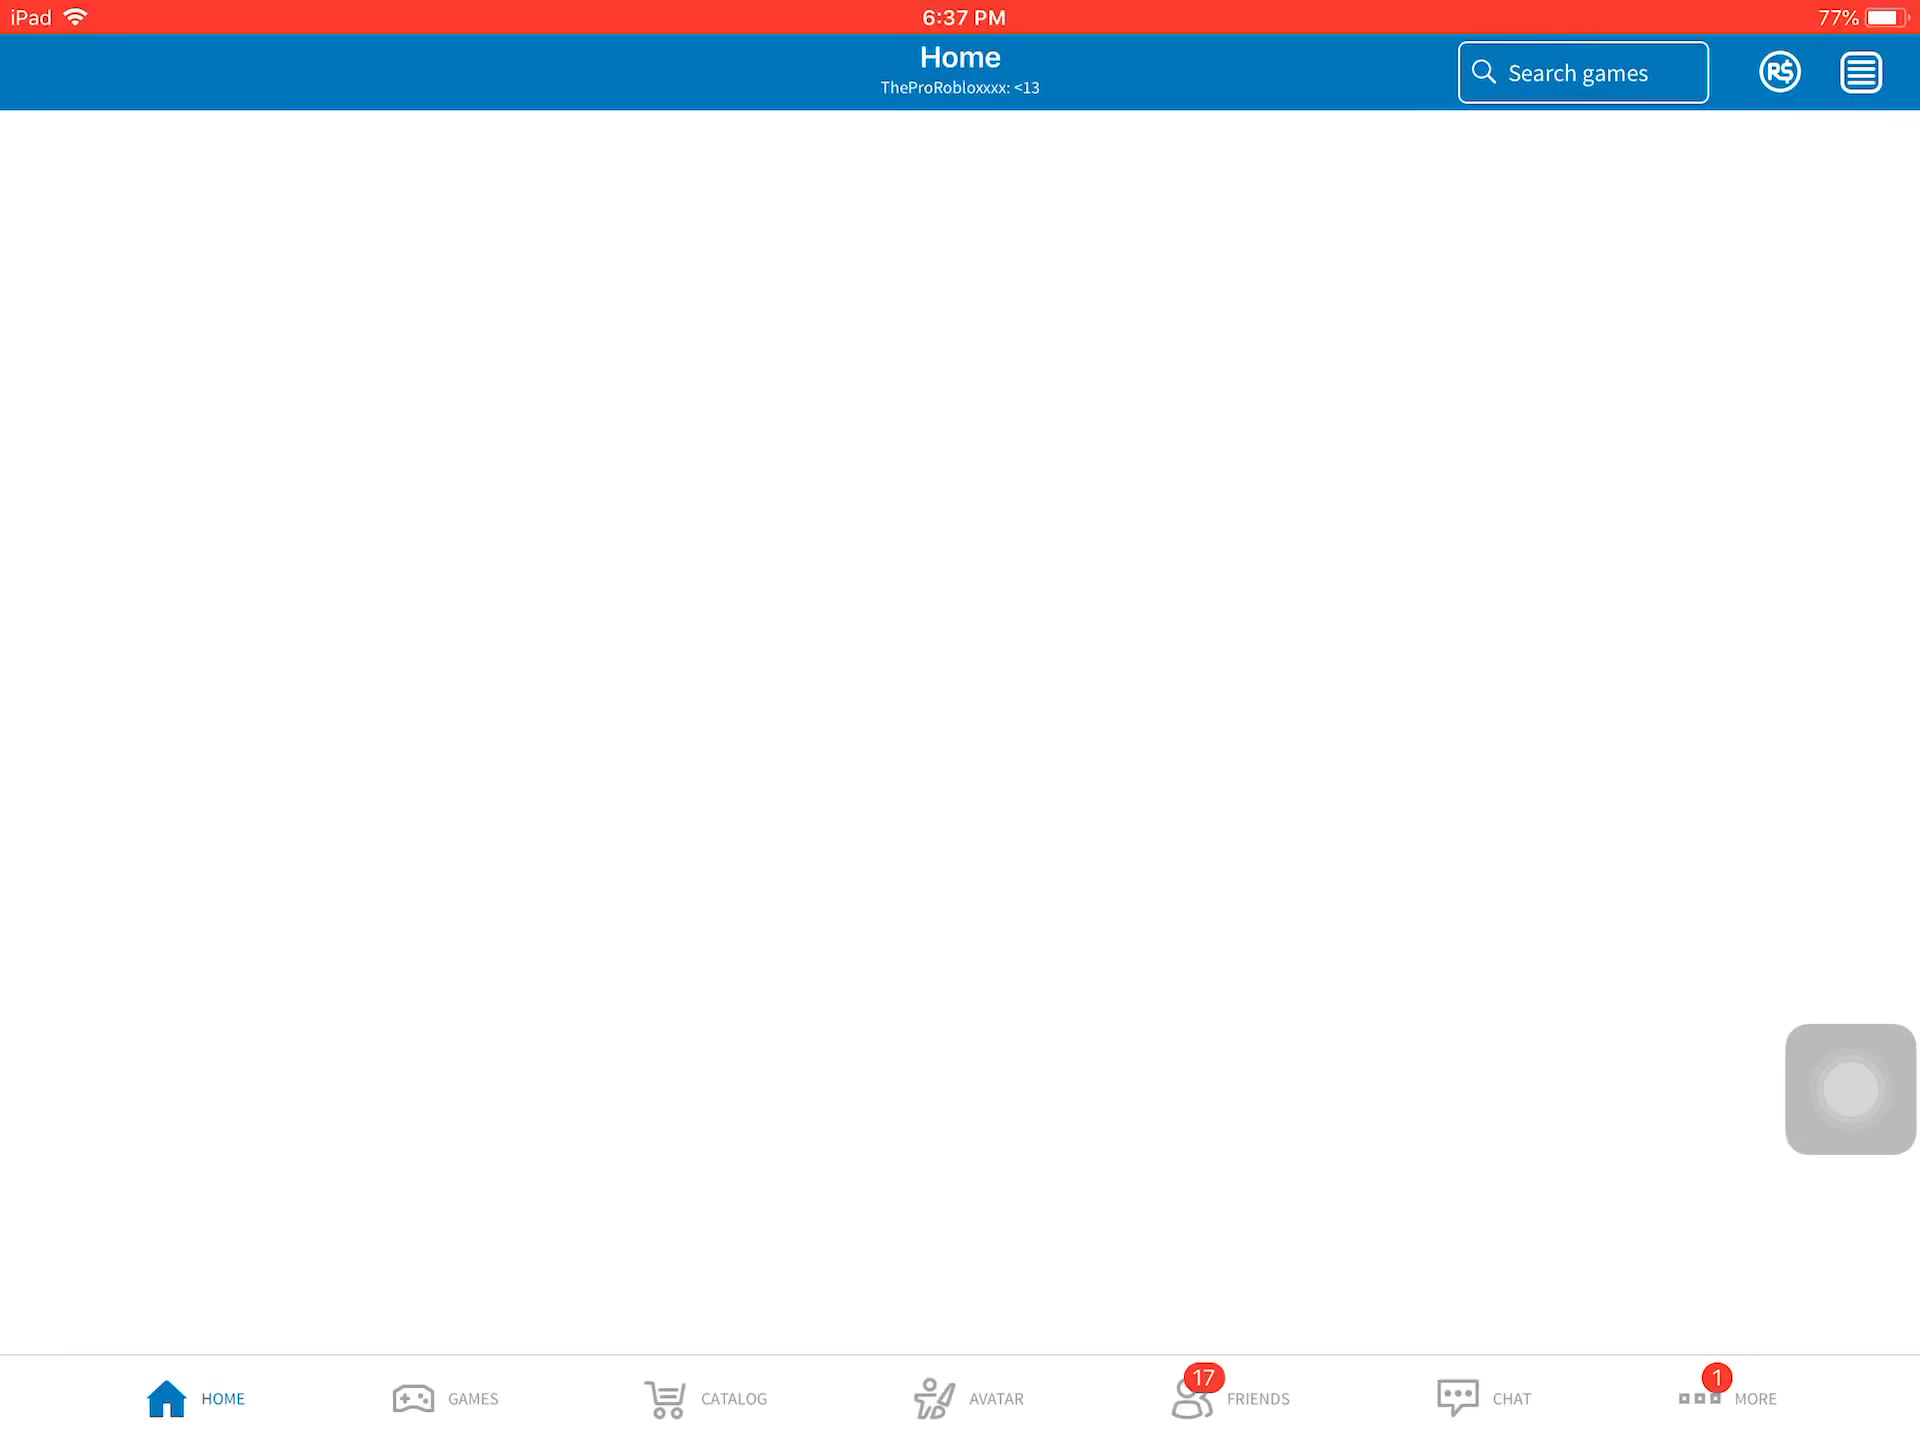 iPad
6:37 PM
77%
Home
TheProRobloxxxx: <13
Search games
R$
HOME
GAMES
CATALOG
AVATAR
17
FRIENDS
CHAT
1
MORE